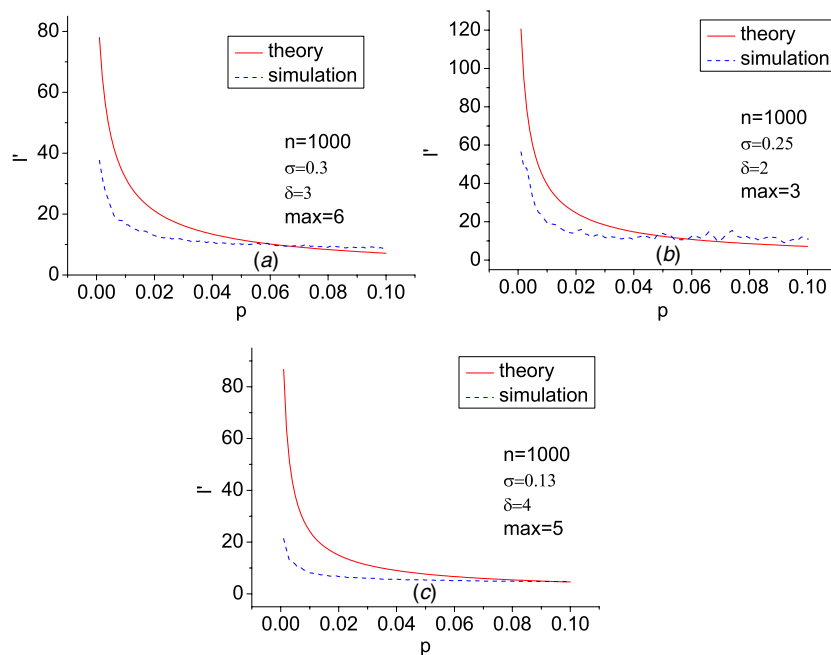 80
60
40
20
0
l'
0.00 0.02 0.04 0.06 0.08 0.10
p
theory
simulation
n=1000
σ=0.3
δ=3
max=6
(a)
120
100
80
60
40
20
0
l'
0.00 0.02 0.04 0.06 0.08 0.10
p
theory
simulation
n=1000
σ=0.25
δ=2
max=3
(b)
80
60
40
20
0
l'
0.00 0.02 0.04 0.06 0.08 0.10
p
theory
simulation
n=1000
σ=0.13
δ=4
max=5
(c)